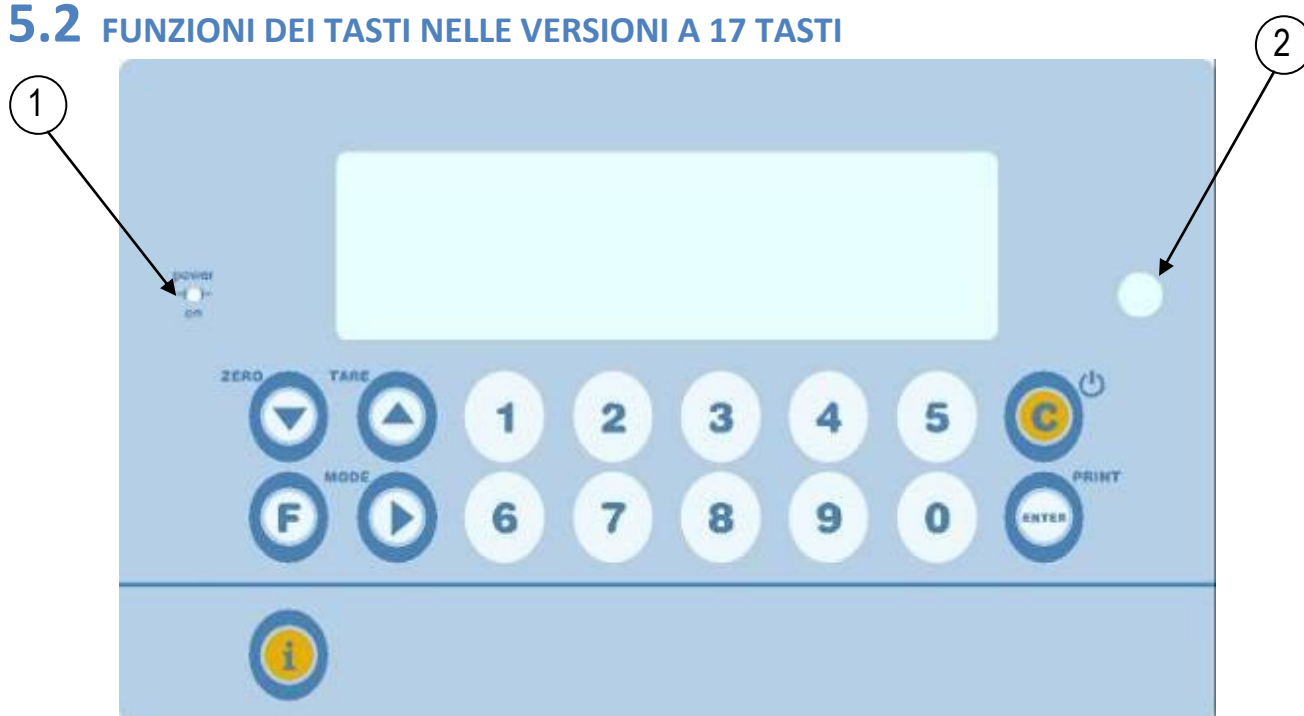 5.2 FUNZIONI DEI TASTI NELLE VERSIONI A 17 TASTI
2
1
power
on
ZERO TARE
1 2 3 4 5 C
F MODE 6 7 8 9 0 ENTER PRINT
i